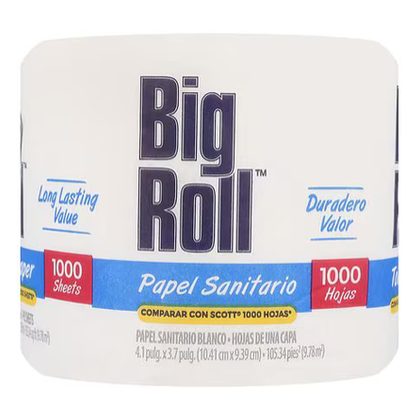 Big
Roll™
Long Lasting
Value
Duradero
Valor
1000
Sheets
Papel Sanitario
1000
Hojas
COMPARAR CON SCOTT® 1000 HOJAS*
PAPEL SANITARIO BLANCO • HOJAS DE UNA CAPA
4.1 pulg. x 3.7 pulg. (10.41 cm x 9.39 cm) • 105.34 pies² (9.78 m²)